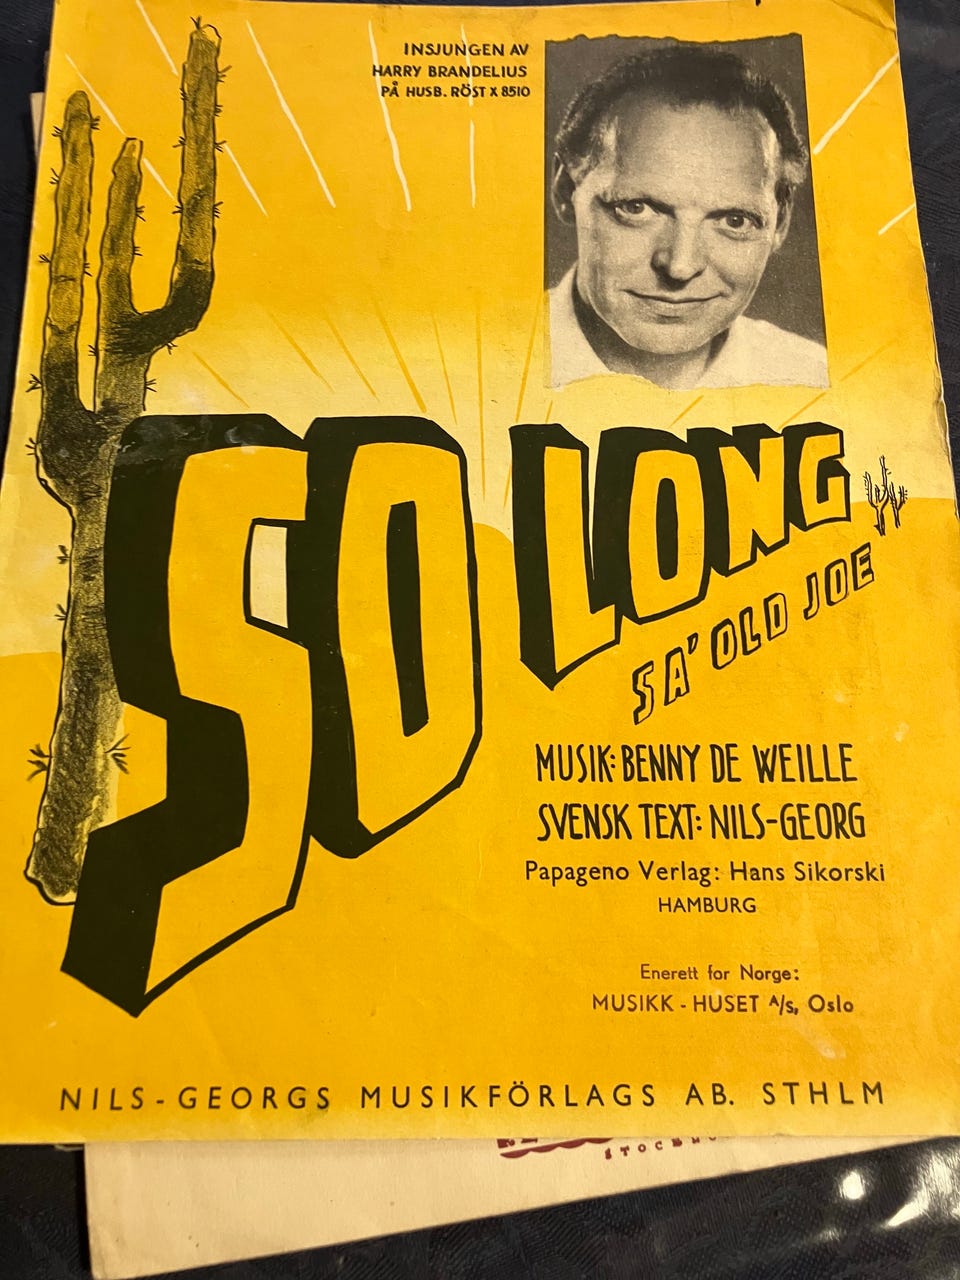 INSJUNGEN AV
HARRY BRANDELIUS
PÅ HUSB. RÖST X 8510
SO LONG
SA' OLD JOE
MUSIK: BENNY DE WEILLE
SVENSK TEXT: NILS-GEORG
Papageno Verlag: Hans Sikorski
HAMBURG
Enerett for Norge:
MUSIKK - HUSET A/s, Oslo
NILS-GEORGS MUSIKFÖRLAGS AB. STHLM